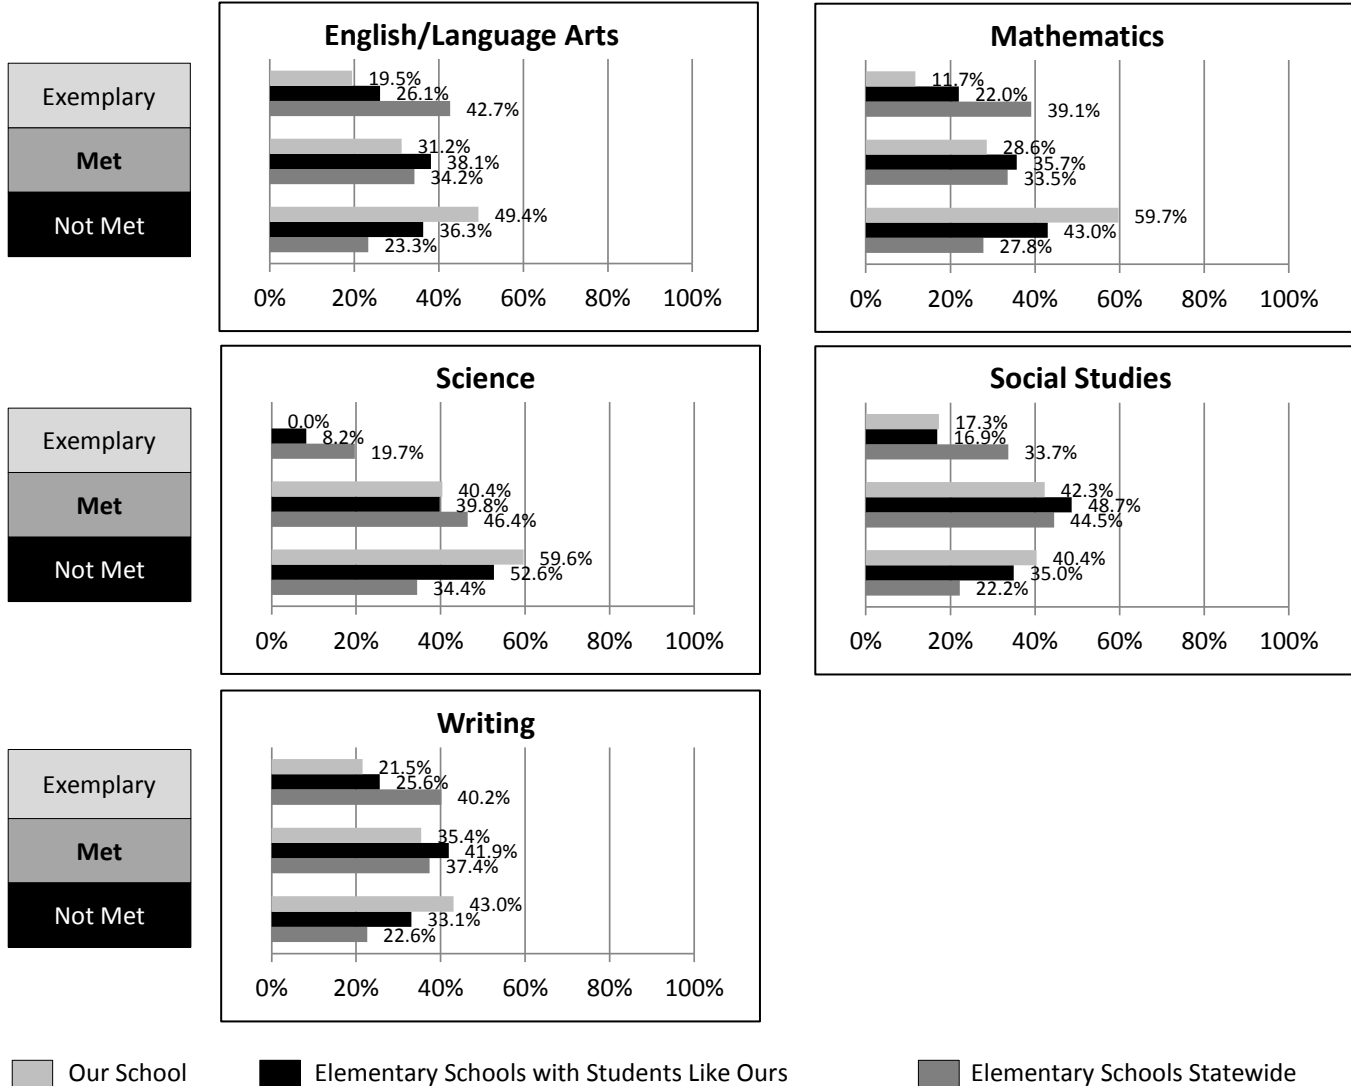 English/Language Arts
Exemplary
Met
Not Met
19.5%
26.1%
42.7%
31.2%
38.1%
34.2%
49.4%
36.3%
23.3%
0% 20% 40% 60% 80% 100%
Mathematics
11.7%
22.0%
39.1%
28.6%
35.7%
33.5%
59.7%
43.0%
27.8%
0% 20% 40% 60% 80% 100%
Science
Exemplary
Met
Not Met
0.0%
8.2%
19.7%
40.4%
39.8%
46.4%
59.6%
52.6%
34.4%
0% 20% 40% 60% 80% 100%
Social Studies
17.3%
16.9%
33.7%
42.3%
48.7%
44.5%
40.4%
35.0%
22.2%
0% 20% 40% 60% 80% 100%
Writing
Exemplary
Met
Not Met
21.5%
25.6%
40.2%
35.4%
41.9%
37.4%
43.0%
33.1%
22.6%
0% 20% 40% 60% 80% 100%
Our School Elementary Schools with Students Like Ours Elementary Schools Statewide